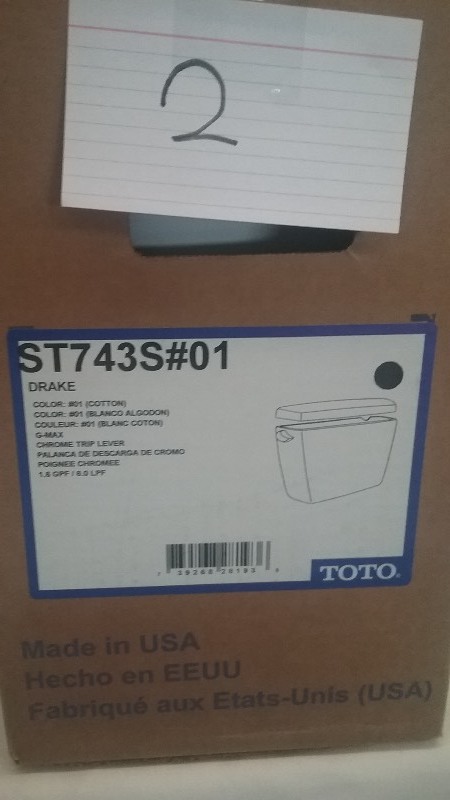 2
ST743S#01
DRAKE
COLOR: #01 (COTTON)
COLOR: #01 (BLANCO ALGODON)
COULEUR: #01 (BLANC COTON)
G-MAX
CHROME TRIP LEVER
PALANCA DE DESCARGA DE CROMO
POIGNEE CHROMEE
1.6 GPF / 6.0 LPF
TOTO®
Made in USA
Hecho en EEUU
Fabriqué aux Etats-Unis (USA)